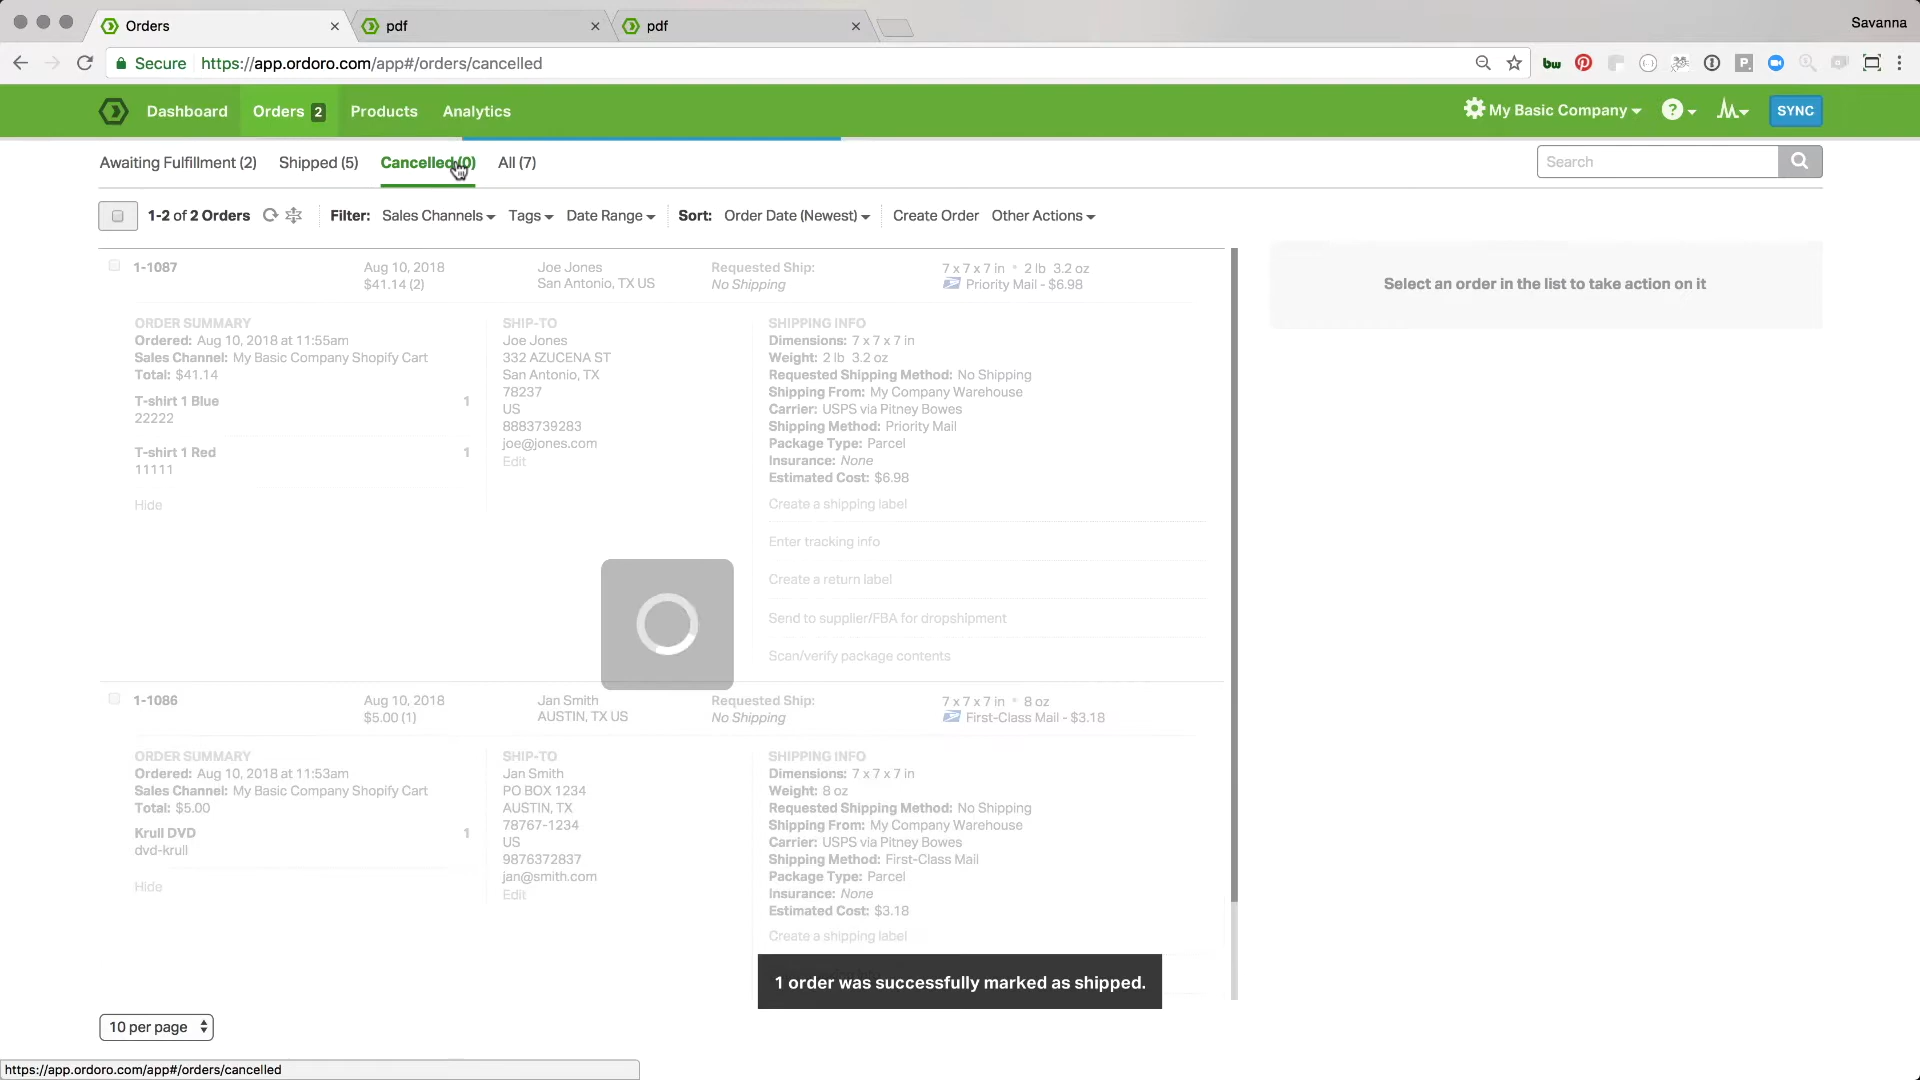 Orders
pdf
pdf
Savanna
Secure https://app.ordoro.com/app#/orders/cancelled
Dashboard Orders 2 Products Analytics
My Basic Company ? SYNC
Awaiting Fulfillment (2) Shipped (5) Cancelled (0) All (7)
Search
1-2 of 2 Orders Filter: Sales Channels Tags Date Range Sort: Order Date (Newest) Create Order Other Actions
Select an order in the list to take action on it
1-1087
Aug 10, 2018
$41.14 (2)
Joe Jones
San Antonio, TX US
Requested Ship:
No Shipping
7 x 7 x 7 in • 2 lb 3.2 oz
Priority Mail - $6.98
ORDER SUMMARY
Ordered: Aug 10, 2018 at 11:55am
Sales Channel: My Basic Company Shopify Cart
Total: $41.14
T-shirt 1 Blue 1
22222
T-shirt 1 Red 1
11111
Hide
SHIP-TO
Joe Jones
332 AZUCENA ST
San Antonio, TX
78237
US
8883739283
joe@jones.com
Edit
SHIPPING INFO
Dimensions: 7 x 7 x 7 in
Weight: 2 lb 3.2 oz
Requested Shipping Method: No Shipping
Shipping From: My Company Warehouse
Carrier: USPS via Pitney Bowes
Shipping Method: Priority Mail
Package Type: Parcel
Insurance: None
Estimated Cost: $6.98
Create a shipping label
Enter tracking info
Create a return label
Send to supplier/FBA for dropshipment
Scan/verify package contents
1-1086
Aug 10, 2018
$5.00 (1)
Jan Smith
AUSTIN, TX US
Requested Ship:
No Shipping
7 x 7 x 7 in • 8 oz
First-Class Mail - $3.18
ORDER SUMMARY
Ordered: Aug 10, 2018 at 11:53am
Sales Channel: My Basic Company Shopify Cart
Total: $5.00
Krull DVD 1
dvd-krull
Hide
SHIP-TO
Jan Smith
PO BOX 1234
AUSTIN, TX
78767-1234
US
9876372837
jan@smith.com
Edit
SHIPPING INFO
Dimensions: 7 x 7 x 7 in
Weight: 8 oz
Requested Shipping Method: No Shipping
Shipping From: My Company Warehouse
Carrier: USPS via Pitney Bowes
Shipping Method: First-Class Mail
Package Type: Parcel
Insurance: None
Estimated Cost: $3.18
Create a shipping label
1 order was successfully marked as shipped.
10 per page
https://app.ordoro.com/app#/orders/cancelled